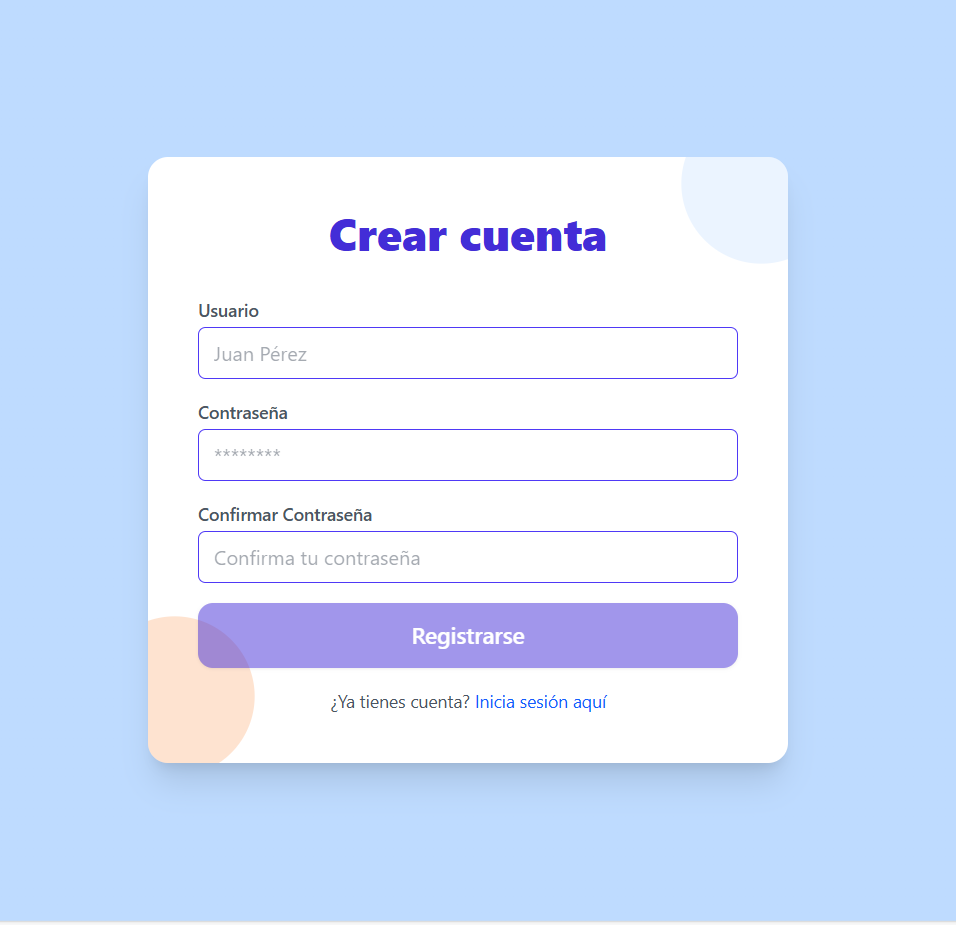 Crear cuenta
Usuario
Juan Pérez
Contraseña
********
Confirmar Contraseña
Confirma tu contraseña
Registrarse
¿Ya tienes cuenta? Inicia sesión aquí